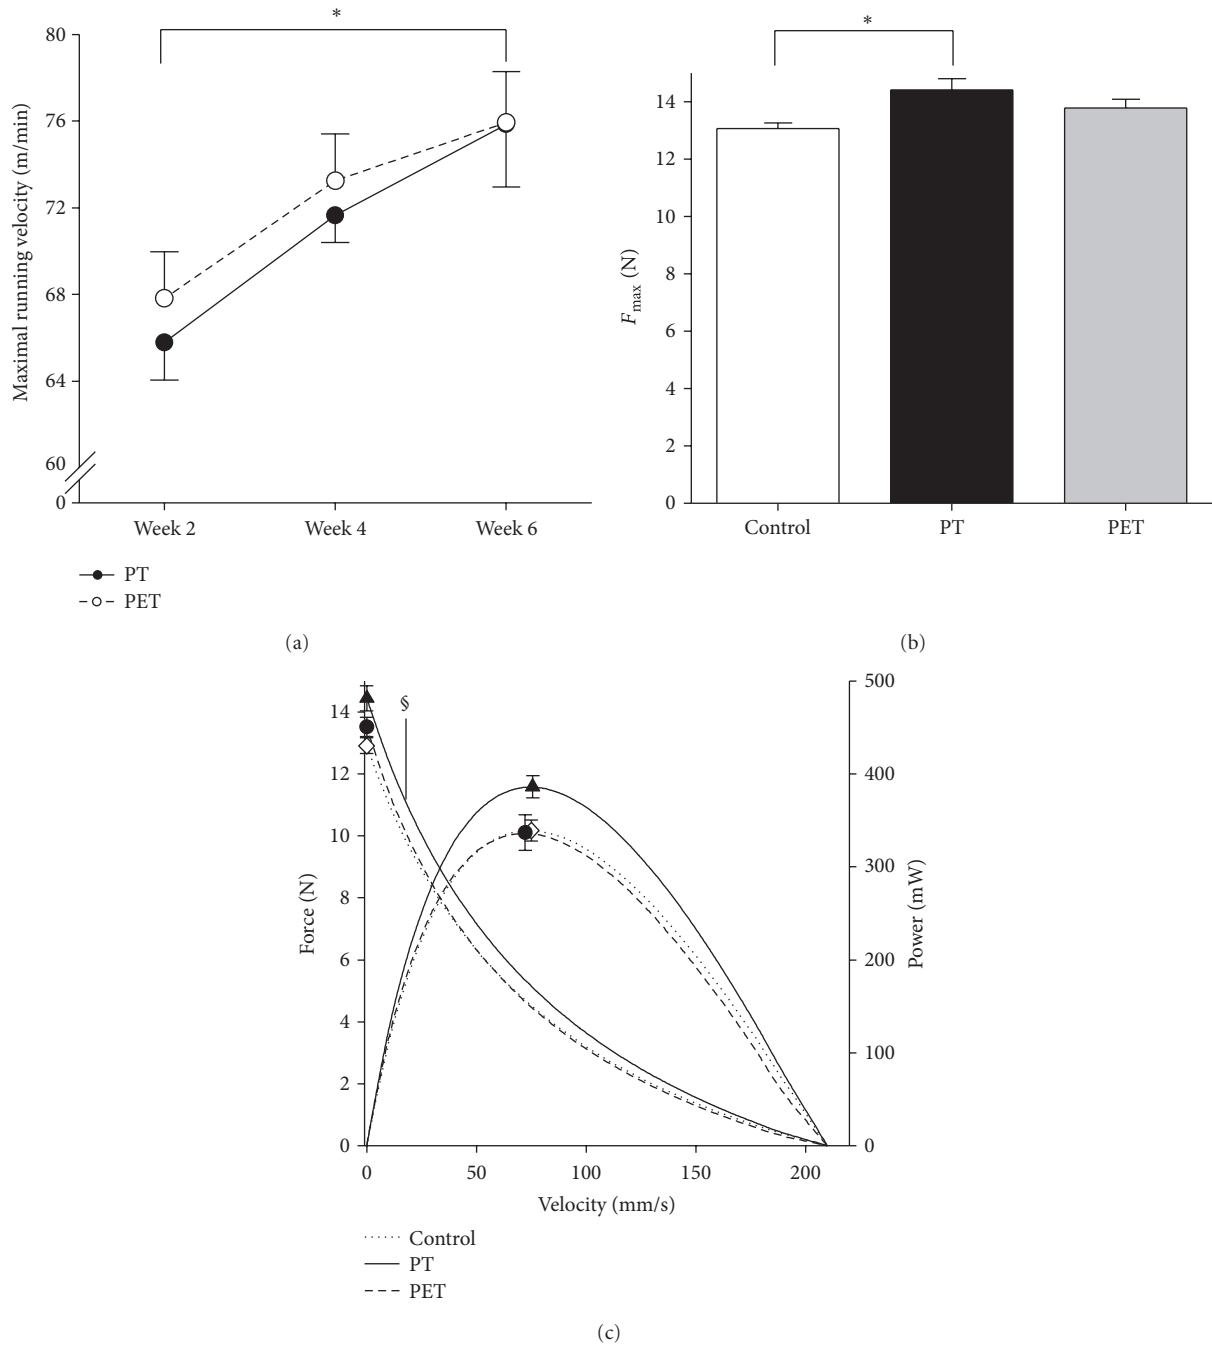 *
80
76
72
68
64
60
0
Maximal running velocity (m/min)
Week 2
Week 4
Week 6
PT
PET
(a)
*
14
12
14
8
6
4
2
0
Fmax (N)
Control
PT
PET
(b)
§
14
12
10
8
6
4
2
0
Force (N)
500
400
300
200
100
0
Power (mW)
0
50
100
150
200
Velocity (mm/s)
Control
PT
PET
(c)